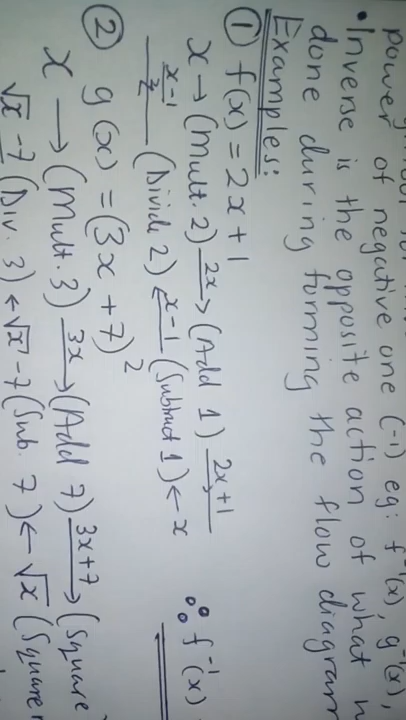 power of negative one (-1) eg: f⁻¹(x), g⁻¹(x),
• Inverse is the opposite action of what
done during forming the flow diagram
Examples:
① f(x) = 2x + 1
x → (Mult. 2) 2x → (Add 1) 2x+1
x-1/2 (Divide 2) ← x-1 (Subtract 1) ← x
∴ f⁻¹(x)
② g(x) = (3x + 7)²
x → (Mult. 3) 3x → (Add 7) 3x+7 → (Square
√x - 7 (Div. 3) ← √x - 7 (Sub. 7) ← √x (Square